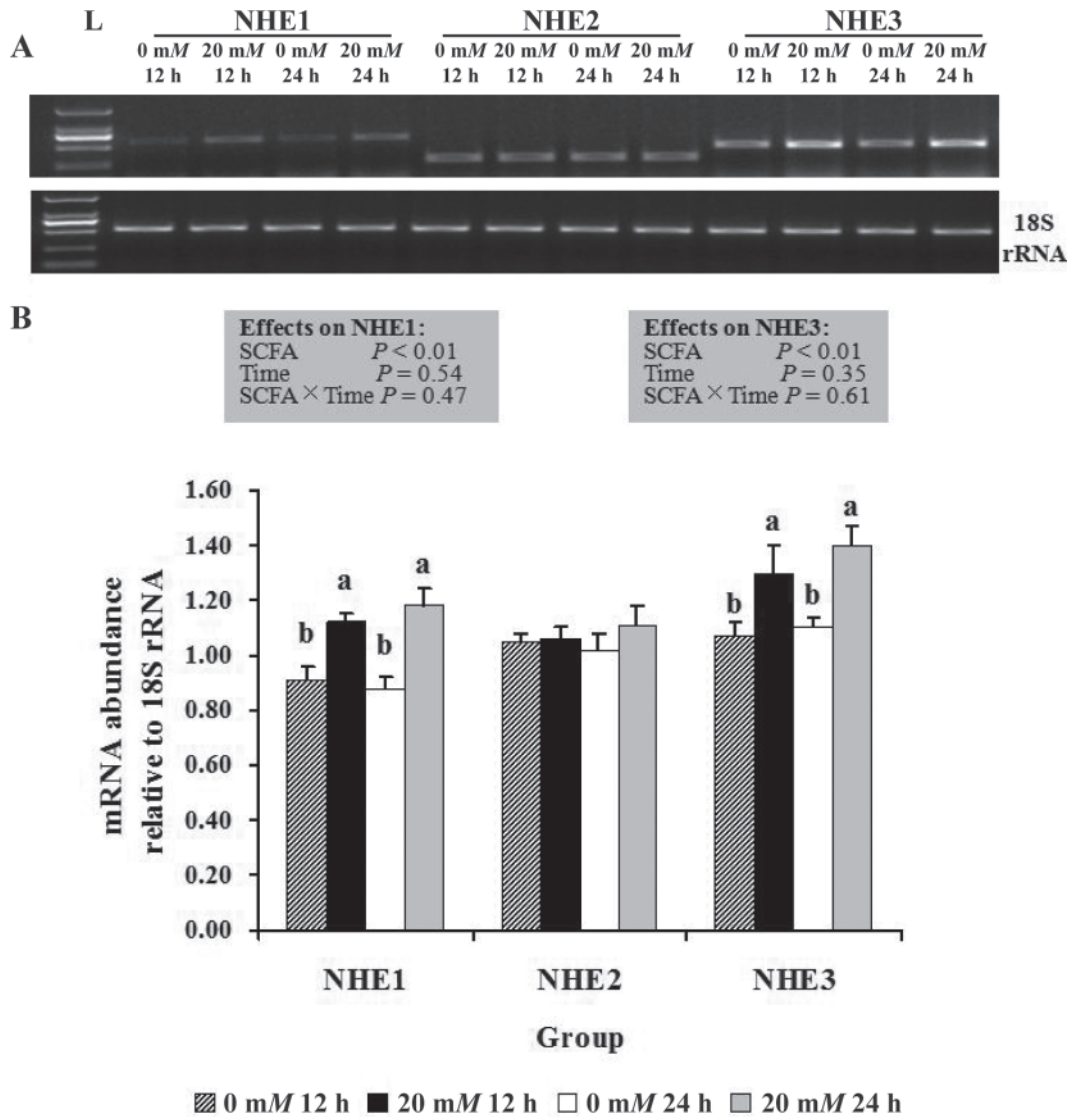 A
L
NHE1 NHE2 NHE3
0 mM 20 mM 0 mM 20 mM 0 mM 20 mM 0 mM 20 mM 0 mM 20 mM 0 mM 20 mM
12 h 12 h 24 h 24 h 12 h 12 h 24 h 24 h 12 h 12 h 24 h 24 h
18S
rRNA
B
Effects on NHE1:
SCFA P < 0.01
Time P = 0.54
SCFA × Time P = 0.47
Effects on NHE3:
SCFA P < 0.01
Time P = 0.35
SCFA × Time P = 0.61
mRNA abundance
relative to 18S rRNA
1.60
1.40
1.20
1.00
0.80
0.60
0.40
0.20
0.00
b a b a
b a b a
NHE1 NHE2 NHE3
Group
0 mM 12 h 20 mM 12 h 0 mM 24 h 20 mM 24 h